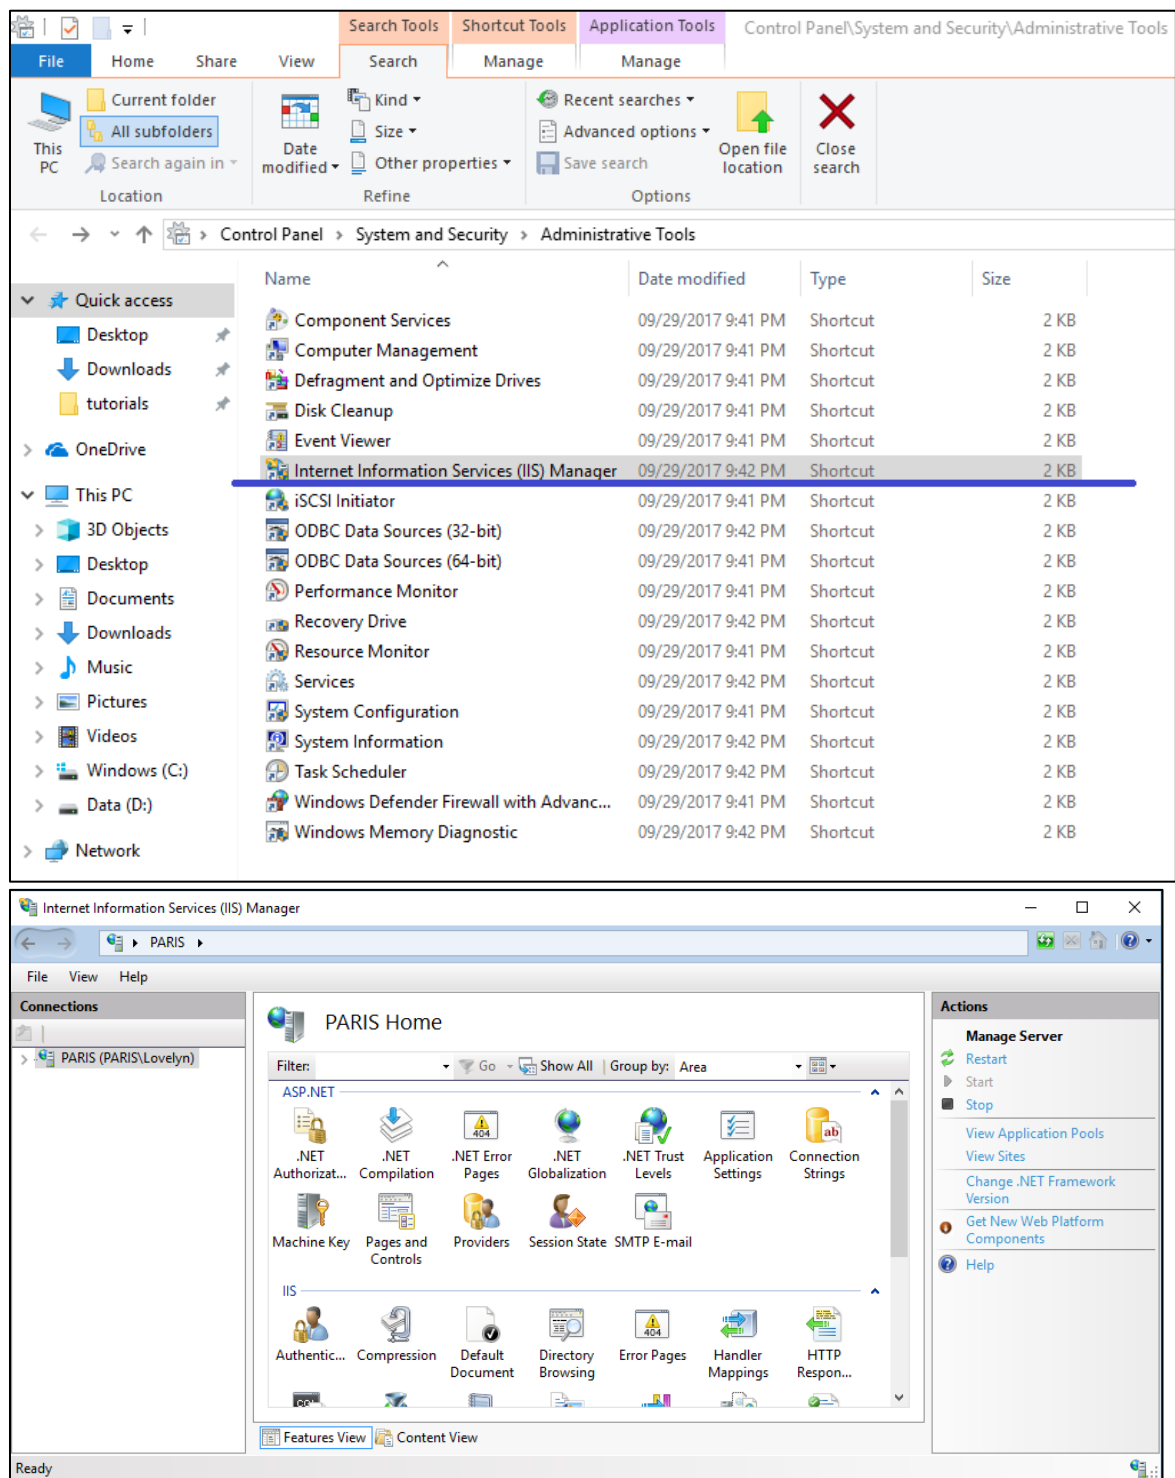 Search Tools Shortcut Tools Application Tools Control Panel\System and Security\Administrative Tools
File Home Share View Search Manage Manage
This PC
Current folder
All subfolders
Search again in
Location
Date modified
Kind
Size
Other properties
Refine
Recent searches
Advanced options
Save search
Open file location
Options
Close search
Control Panel > System and Security > Administrative Tools
Name Date modified Type Size
Quick access
Desktop
Downloads
tutorials
OneDrive
This PC
3D Objects
Desktop
Documents
Downloads
Music
Pictures
Videos
Windows (C:)
Data (D:)
Network
Component Services 09/29/2017 9:41 PM Shortcut 2 KB
Computer Management 09/29/2017 9:41 PM Shortcut 2 KB
Defragment and Optimize Drives 09/29/2017 9:41 PM Shortcut 2 KB
Disk Cleanup 09/29/2017 9:41 PM Shortcut 2 KB
Event Viewer 09/29/2017 9:41 PM Shortcut 2 KB
Internet Information Services (IIS) Manager 09/29/2017 9:42 PM Shortcut 2 KB
iSCSI Initiator 09/29/2017 9:41 PM Shortcut 2 KB
ODBC Data Sources (32-bit) 09/29/2017 9:42 PM Shortcut 2 KB
ODBC Data Sources (64-bit) 09/29/2017 9:41 PM Shortcut 2 KB
Performance Monitor 09/29/2017 9:41 PM Shortcut 2 KB
Recovery Drive 09/29/2017 9:42 PM Shortcut 2 KB
Resource Monitor 09/29/2017 9:41 PM Shortcut 2 KB
Services 09/29/2017 9:42 PM Shortcut 2 KB
System Configuration 09/29/2017 9:41 PM Shortcut 2 KB
System Information 09/29/2017 9:42 PM Shortcut 2 KB
Task Scheduler 09/29/2017 9:42 PM Shortcut 2 KB
Windows Defender Firewall with Advanc... 09/29/2017 9:41 PM Shortcut 2 KB
Windows Memory Diagnostic 09/29/2017 9:42 PM Shortcut 2 KB
Internet Information Services (IIS) Manager
PARIS
File View Help
Connections
PARIS (PARIS\Lovelyn)
PARIS Home
Filter: Go Show All Group by: Area
ASP.NET
.NET Authorizat...
.NET Compilation
.NET Error Pages
.NET Globalization
.NET Trust Levels
Application Settings
Connection Strings
Machine Key
Pages and Controls
Providers
Session State
SMTP E-mail
IIS
Authentic...
Compression
Default Document
Directory Browsing
Error Pages
Handler Mappings
HTTP Respon...
Features View Content View
Actions
Manage Server
Restart
Start
Stop
View Application Pools
View Sites
Change .NET Framework
Version
Get New Web Platform
Components
Help
Ready